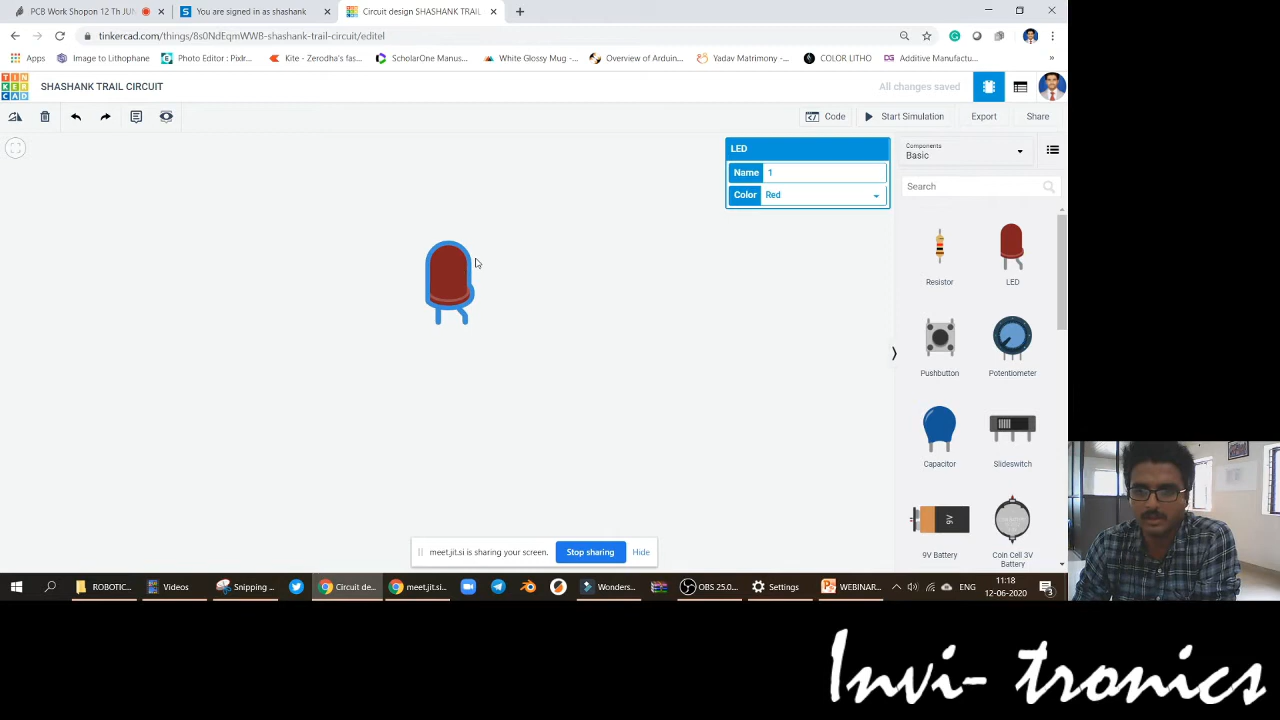 PCB Work Shopon 12 Th JUN
You are signed in as shashank
Circuit design SHASHANK TRAIL C
tinkercad.com/things/8s0NdEqmWWB-shashank-trail-circuit/editel
Apps
Image to Lithophane
Photo Editor : Pixlr...
Kite - Zerodha's fas...
ScholarOne Manus...
White Glossy Mug -...
Overview of Arduin...
Yadav Matrimony -...
COLOR LITHO
Additive Manufactu...
»
TIN
KER
CAD
SHASHANK TRAIL CIRCUIT
All changes saved
Code
Start Simulation
Export
Share
LED
Name 1
Color Red
Components
Basic
Search
Resistor
LED
Pushbutton
Potentiometer
Capacitor
Slideswitch
9V
9V Battery
Coin Cell 3V
Battery
meet.jit.si is sharing your screen.
Stop sharing
Hide
ROBOTIC...
Videos
Snipping ...
Circuit de...
meet.jit.si...
Wonders...
OBS 25.0...
Settings
WEBINAR...
ENG
11:18
12-06-2020
3
Invi- tronics